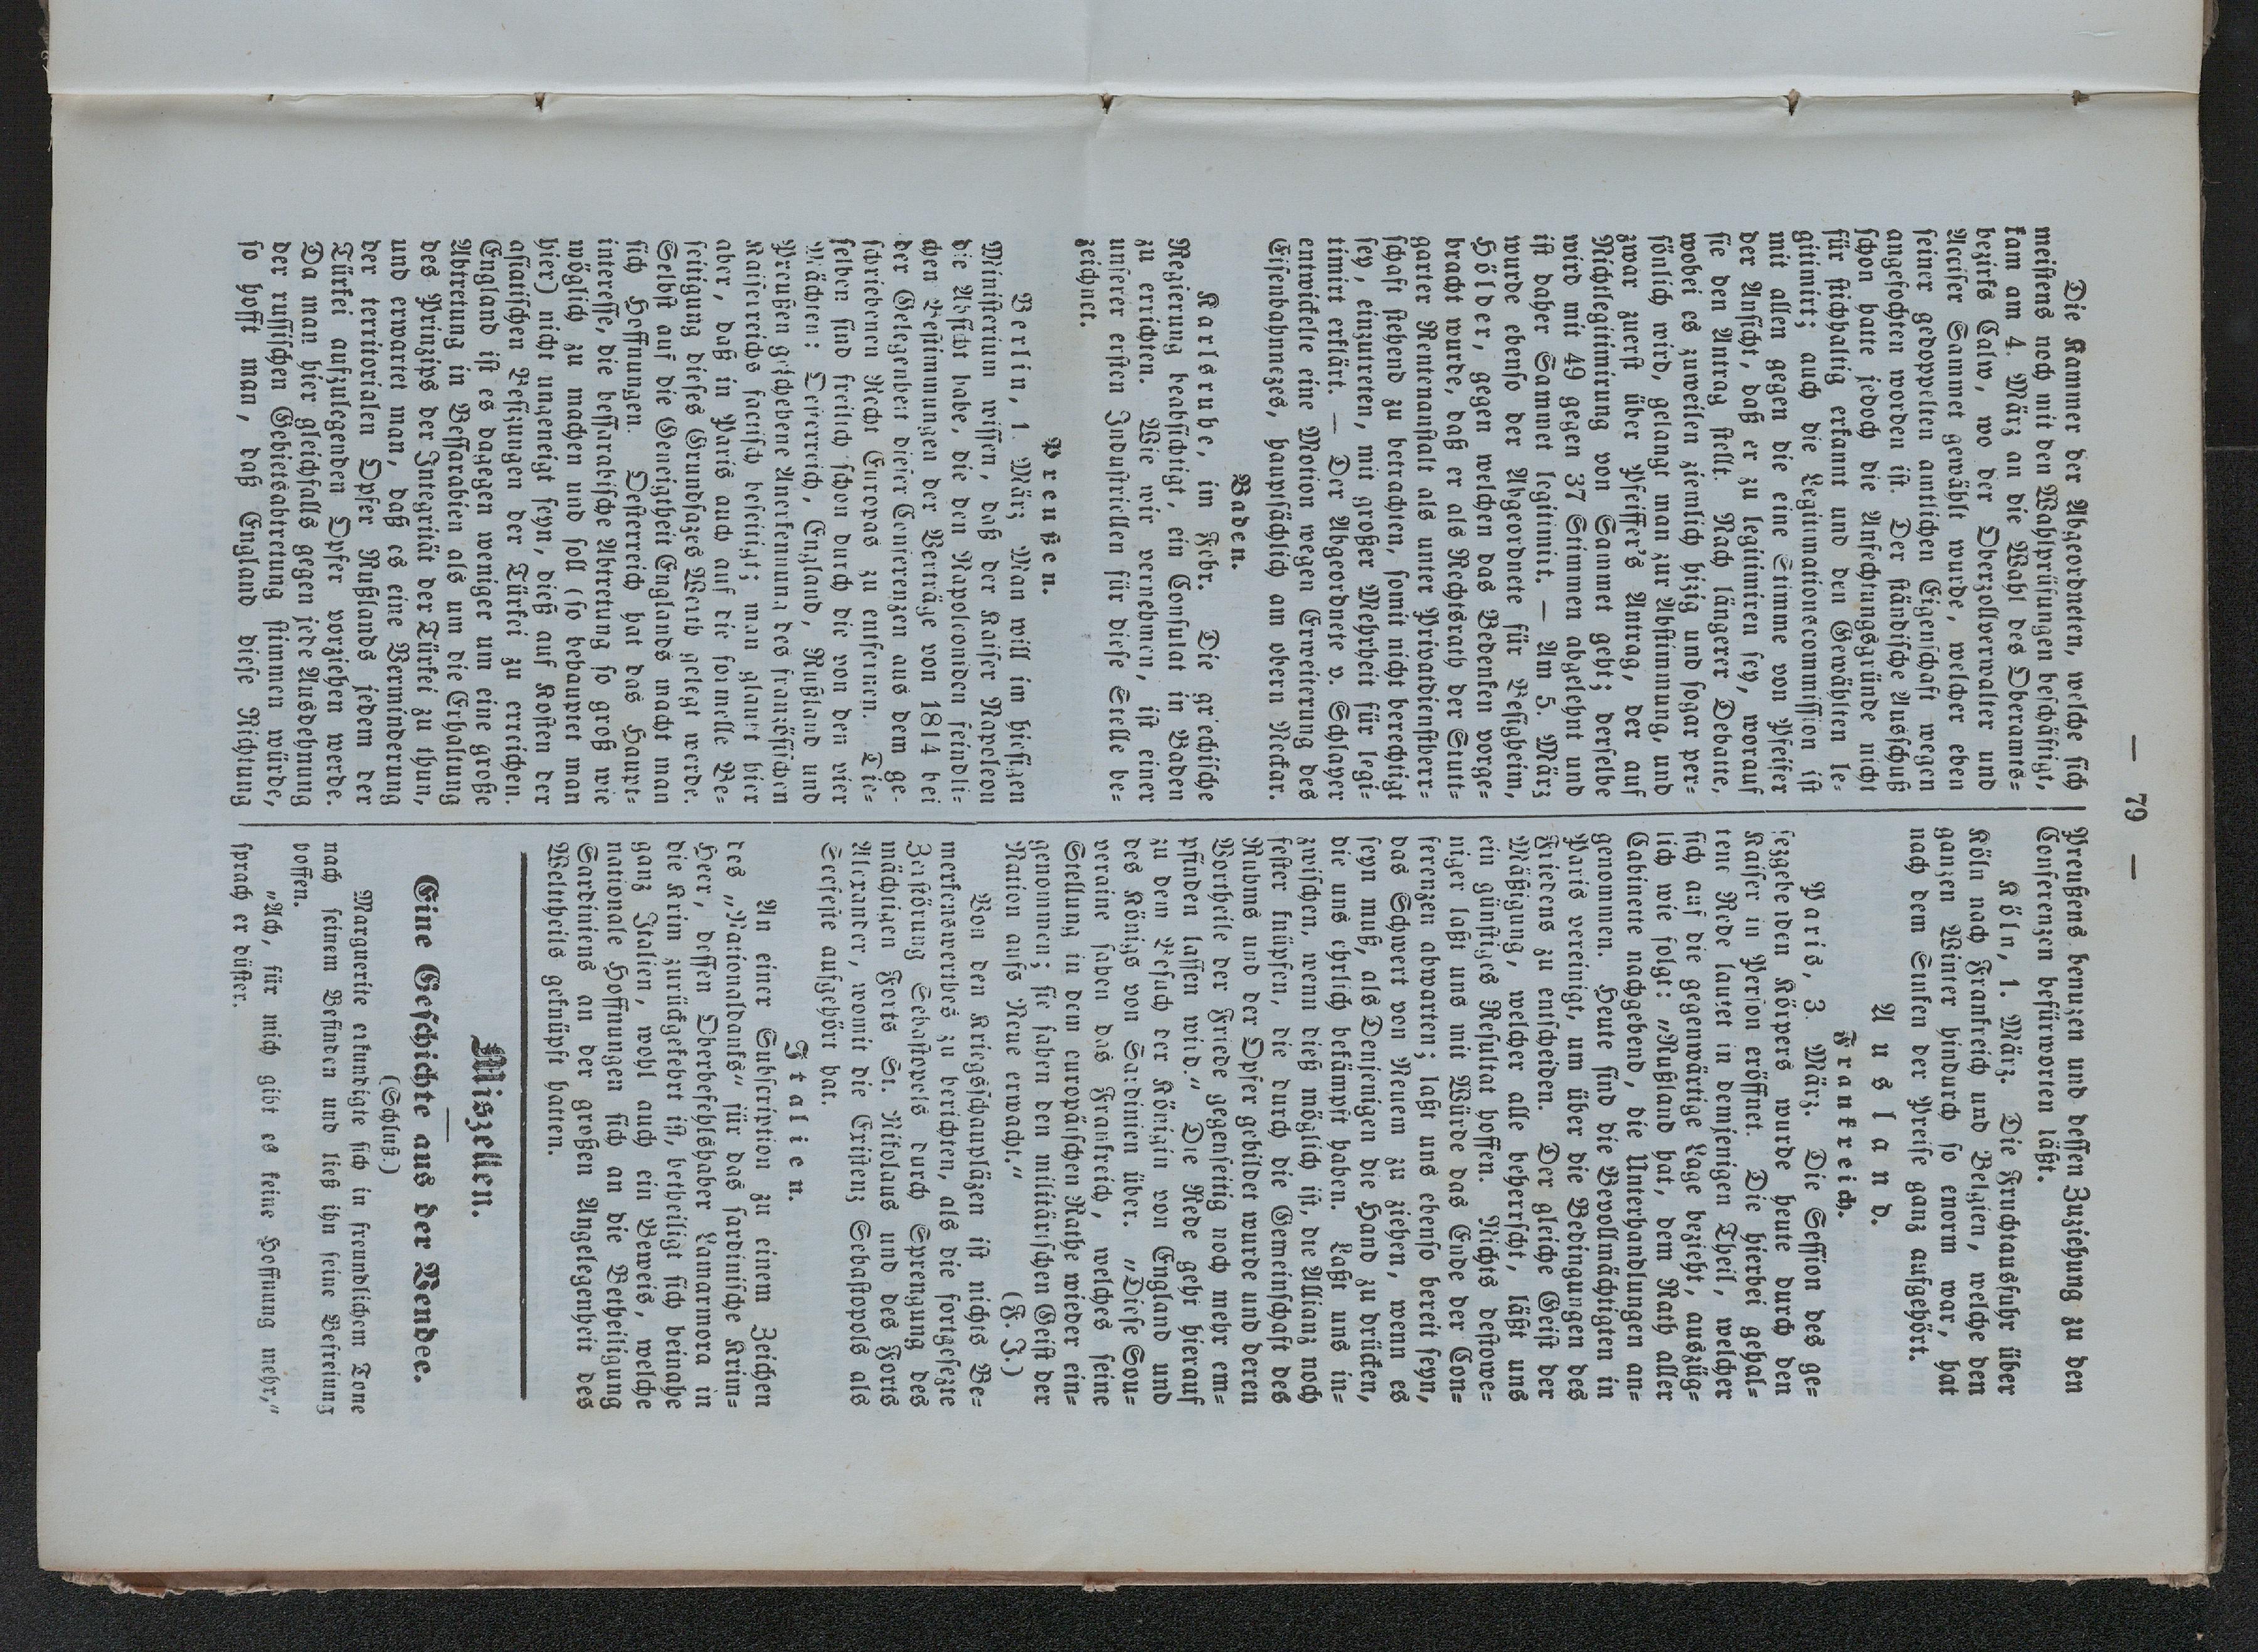 — 79 —
Die Kammer der Abgeordneten, welche sich
meistens noch mit den Wahlprüfungen beschäftigt,
kam am 4. März an die Wahl des Oberamts-
bezirks Calw, wo der Oberzollverwalter und
Accisser Sammet gewählt wurde, welcher eben
seiner gedoppelten amtlichen Eigenschaft wegen
angefochten worden ist. Der ständische Ausschuß
schon hatte jedoch die Anfechtungsgründe nicht
für stichhaltig erkannt und den Gewählten le-
gitimirt; auch die Legitimationscommission ist
mit allen gegen die eine Stimme von Pfeifer
der Ansicht, daß er zu legitimiren sey, worauf
sie den Antrag stellt. Nach längerer Debatte,
wobei es zuweilen ziemlich hizig und sogar per-
sönlich wird, gelangt man zur Abstimmung, und
zwar zuerst über Pfeiffer's Antrag, der auf
Nichtlegitimirung von Sammet geht; derselbe
wird mit 49 gegen 37 Stimmen abgelehnt und
ist daher Sammet legitimirt. — Am 5. März
wurde ebenso der Abgeordnete für Besigheim,
Hölder, gegen welchen das Bedenken vorge-
bracht wurde, daß er als Rechtsrath der Stutt-
garter Rentenanstalt als unter Privatdienstherr-
schaft stehend zu betrachten, somit nicht berechtigt
sey, einzutreten, mit großer Mehrheit für legi-
timirt erklärt. — Der Abgeordnete v. Schlayer
entwickelte eine Motion wegen Erweiterung des
Eisenbahnnezes, hauptsächlich am obern Neckar.
Baden.
Karlsruhe, im Febr. Die griechische
Regierung beabsichtigt, ein Consulat in Baden
zu errichten. Wie wir vernehmen, ist einer
unserer ersten Industriellen für diese Stelle be-
zeichnet.
Preußen.
Berlin, 1. März. Man will im hiesigen
Ministerium wissen, daß der Kaiser Napoleon
die Absicht habe, die den Napoleoniden feindli-
chen Bestimmungen der Verträge von 1814 bei
der Gelegenheit dieser Conferenzen aus dem ge-
schriebenen Recht Europas zu entfernen. Die-
selben sind freilich schon durch die von den vier
Mächten: Oesterreich, England, Rußland und
Preußen geschehene Anerkennung des französischen
Kaiserreichs factisch beseitigt; man glaubt hier
aber, daß in Paris auch auf die formelle Be-
seitigung dieses Grundsazes Werth gelegt werde.
Selbst auf die Geneigtheit Englands macht man
sich Hoffnungen. Oesterreich hat das Haupt-
interesse, die bessarabische Abtretung so groß wie
möglich zu machen und soll (so behauptet man
hier) nicht ungeneigt seyn, dieß auf Kosten der
asiatischen Besizungen der Türkei zu erreichen.
England ist es dagegen weniger um eine große
Abtretung in Bessarabien als um die Erhaltung
des Prinzips der Integrität der Türkei zu thun,
und erwartet man, daß es eine Verminderung
der territorialen Opfer Rußlands jedem der
Türkei aufzulegenden Opfer vorziehen werde.
Da man hier gleichfalls gegen jede Ausdehnung
der russischen Gebietsabtretung stimmen würde,
so hofft man, daß England diese Richtung
Preußens benuzen und dessen Zuziehung zu den
Conferenzen befürworten läßt.
Köln, 1. März. Die Fruchtausfuhr über
Köln nach Frankreich und Belgien, welche den
ganzen Winter hindurch so enorm war, hat
nach dem Sinken der Preise ganz aufgehört.
Ausland.
Frankreich.
Paris, 3 März. Die Session des ge-
sezgebenden Körpers wurde heute durch den
Kaiser in Person eröffnet. Die hierbei gehal-
tene Rede lautet in demjenigen Theil, welcher
sich auf die gegenwärtige Lage bezieht, auszüg-
lich wie folgt: „Rußland hat, dem Rath aller
Cabinette nachgebend, die Unterhandlungen an-
genommen. Heute sind die Bevollmächtigten in
Paris vereinigt, um über die Bedingungen des
Friedens zu entscheiden. Der gleiche Geist der
Mäßigung, welcher alle beherrscht, läßt uns
ein günstiges Resultat hoffen. Nichts destowe-
niger laßt uns mit Würde das Ende der Con-
ferenzen abwarten; laßt uns ebenso bereit seyn,
das Schwert von Neuem zu ziehen, wenn es
seyn muß, als Denjenigen die Hand zu drücken,
die uns ehrlich bekämpft haben. Laßt uns in-
zwischen, wenn dieß möglich ist, die Allianz noch
fester knüpfen, die durch die Gemeinschaft des
Ruhms und der Opfer gebildet wurde und deren
Vortheile der Friede gegenseitig noch mehr em-
pfinden lassen wird.“ Die Rede geht hierauf
zu dem Besuch der Königin von England und
des Königs von Sardinien über. „Diese Sou-
veraine sahen das Frankreich, welches seine
Stellung in dem europäischen Rathe wieder ein-
genommen; sie sahen den militärischen Geist der
Nation aufs Neue erwacht.“ (F. J.)
Von den Kriegsschauplätzen ist nichts Be-
merkenswerthes zu berichten, als die fortgesezte
Zerstörung Sebastopols durch Sprengung des
mächtigen Forts St. Nikolaus und des Forts
Alexander, womit die Existenz Sebastopols als
Seefeste aufgehört hat.
Italien.
An einer Subscription zu einem Zeichen
des „Nationaldanks“ für das sardinische Krim-
Heer, dessen Oberbefehlshaber Lamarmora in
die Krim zurückgekehrt ist, betheiligt sich beinahe
ganz Italien, wohl auch ein Beweis, welche
nationale Hoffnungen sich an die Betheiligung
Sardiniens an der großen Angelegenheit des
Welttheils geknüpft hatten.
Miszellen.
Eine Geschichte aus der Vendee.
(Schluß.)
Marguerite erkundigte sich in freundlichem Tone
nach seinem Befinden und ließ ihn seine Befreiung
hoffen.
„Ach, für mich gibt es keine Hoffnung mehr,“
sprach er düster.